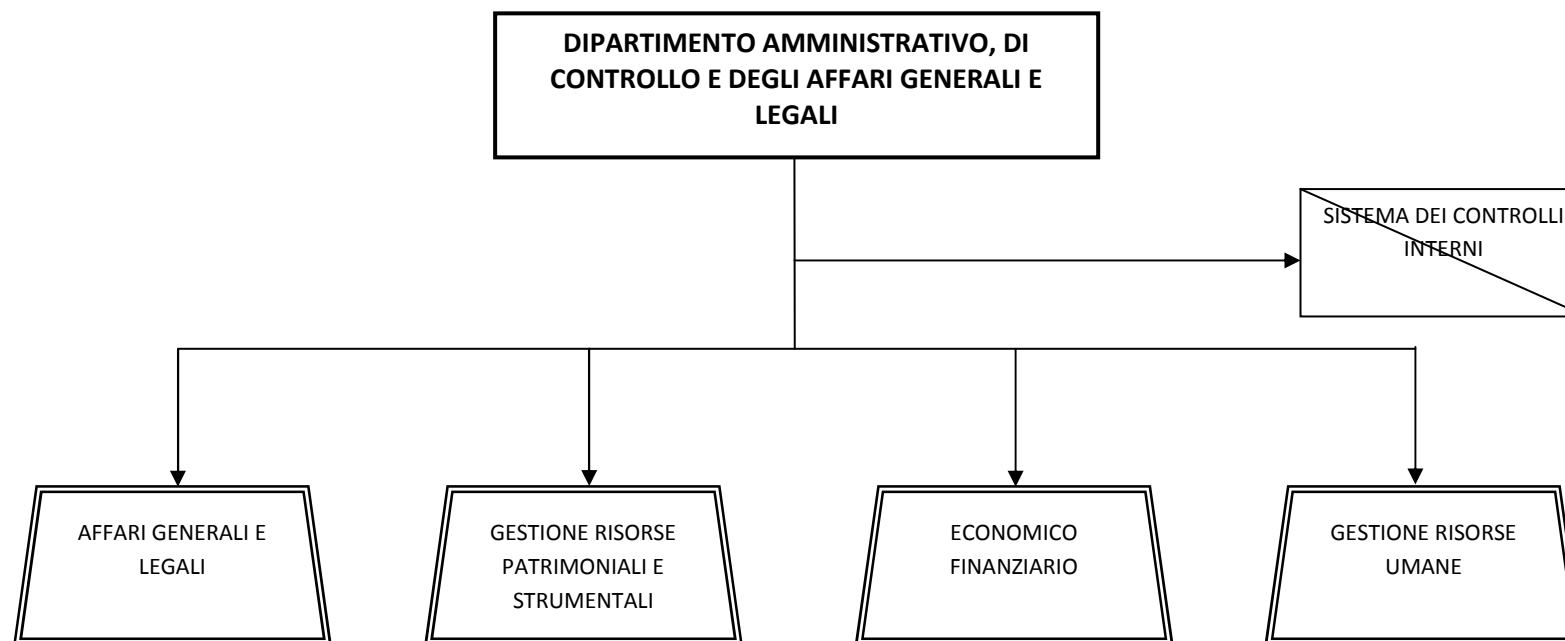 DIPARTIMENTO AMMINISTRATIVO, DI
CONTROLLO E DEGLI AFFARI GENERALI E
LEGALI
SISTEMA DEI CONTROLLI
INTERNI
AFFARI GENERALI E
LEGALI
GESTIONE RISORSE
PATRIMONIALI E
STRUMENTALI
ECONOMICO
FINANZIARIO
GESTIONE RISORSE
UMANE